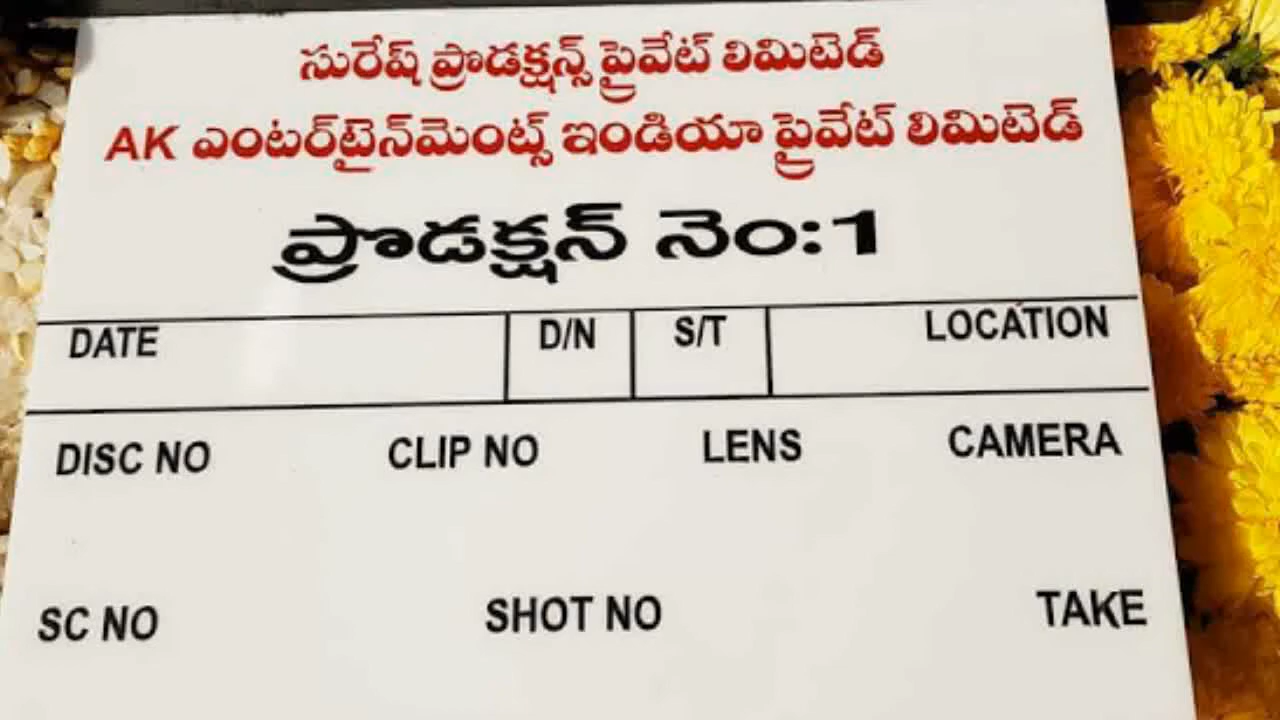 సురేష్ ప్రొడక్షన్స్ ప్రైవేట్ లిమిటెడ్
AK ఎంటర్‌టైన్‌మెంట్స్ ఇండియా ప్రైవేట్ లిమిటెడ్
ప్రొడక్షన్ నెం:1
DATE D/N S/T LOCATION
DISC NO CLIP NO LENS CAMERA
SC NO SHOT NO TAKE